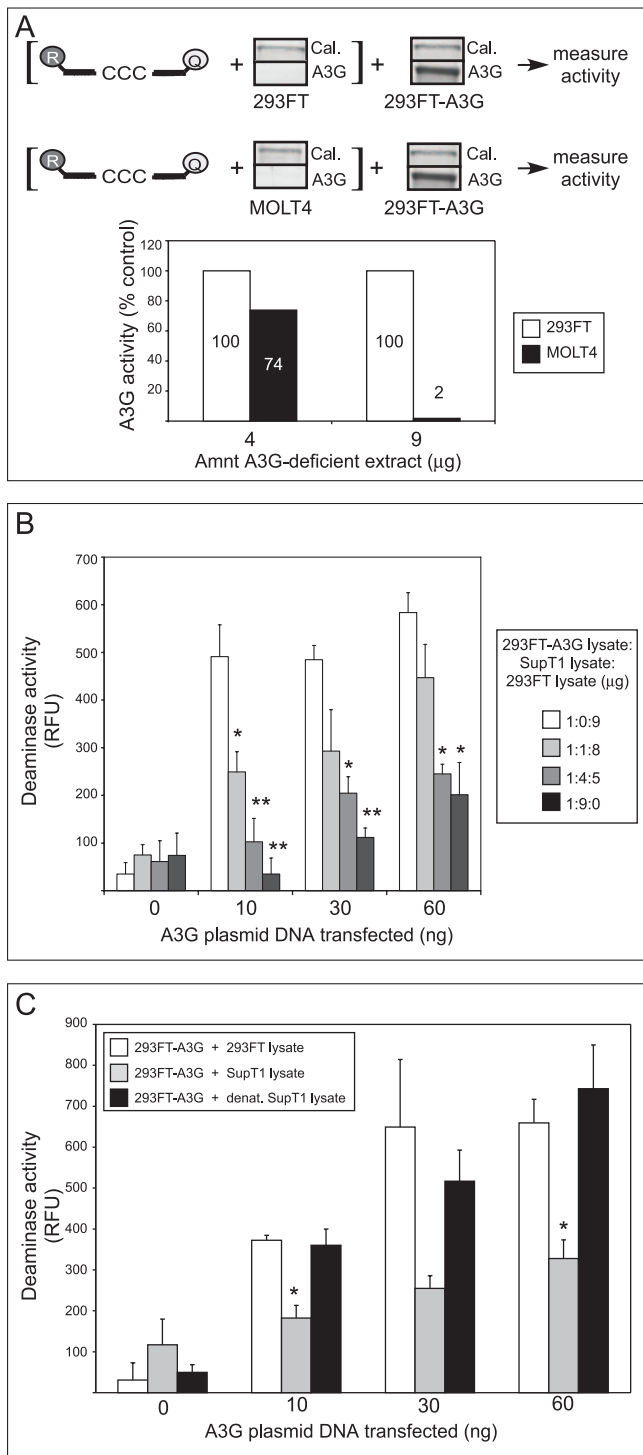 A
[ R CCC Q + Cal. A3G ] + Cal. A3G → measure activity
293FT 293FT-A3G
[ R CCC Q + Cal. A3G ] + Cal. A3G → measure activity
MOLT4 293FT-A3G
A3G activity (% control)
120
100
80
60
40
20
100
74
100
2
4 9
Amnt A3G-deficient extract (µg)
293FT
MOLT4
B
Deaminase activity
(RFU)
700
600
500
400
300
200
100
* ** **
* **
* *
0 10 30 60
A3G plasmid DNA transfected (ng)
293FT-A3G lysate:
SupT1 lysate:
293FT lysate (µg)
1:0:9
1:1:8
1:4:5
1:9:0
C
Deaminase activity
(RFU)
900
800
700
600
500
400
300
200
100
293FT-A3G + 293FT lysate
293FT-A3G + SupT1 lysate
293FT-A3G + denat. SupT1 lysate
*
*
0 10 30 60
A3G plasmid DNA transfected (ng)